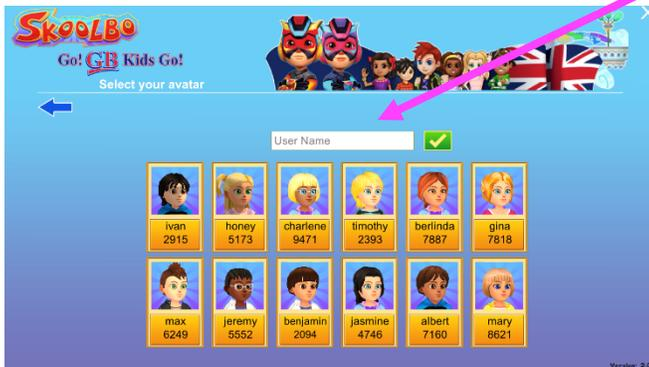 SKOOLBO
Go! GB Kids Go!
Select your avatar
User Name
ivan honey charlene timothy berlinda gina
2915 5173 9471 2393 7887 7818
max jeremy benjamin jasmine albert mary
6249 5552 2094 4746 7160 8621